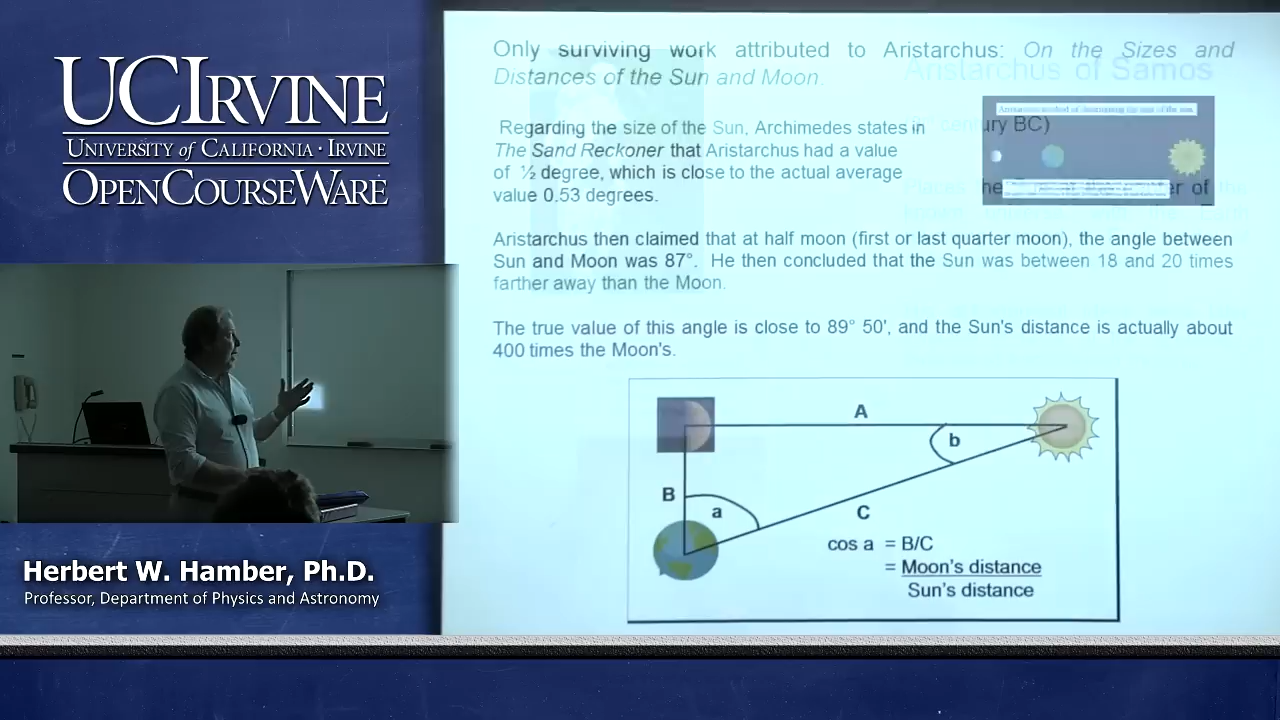 UCIRVINE
UNIVERSITY of CALIFORNIA · IRVINE
OPENCOURSEWARE
Herbert W. Hamber, Ph.D.
Professor, Department of Physics and Astronomy
Only surviving work attributed to Aristarchus: On the Sizes and
Distances of the Sun and Moon.
Aristarchus of Samos
century BC)
Regarding the size of the Sun, Archimedes states in
The Sand Reckoner that Aristarchus had a value
of ½ degree, which is close to the actual average
value 0.53 degrees.
Aristarchus then claimed that at half moon (first or last quarter moon), the angle between
Sun and Moon was 87°. He then concluded that the Sun was between 18 and 20 times
farther away than the Moon.
The true value of this angle is close to 89° 50', and the Sun's distance is actually about
400 times the Moon's.
A
b
B
a
C
cos a = B/C
= Moon's distance
Sun's distance